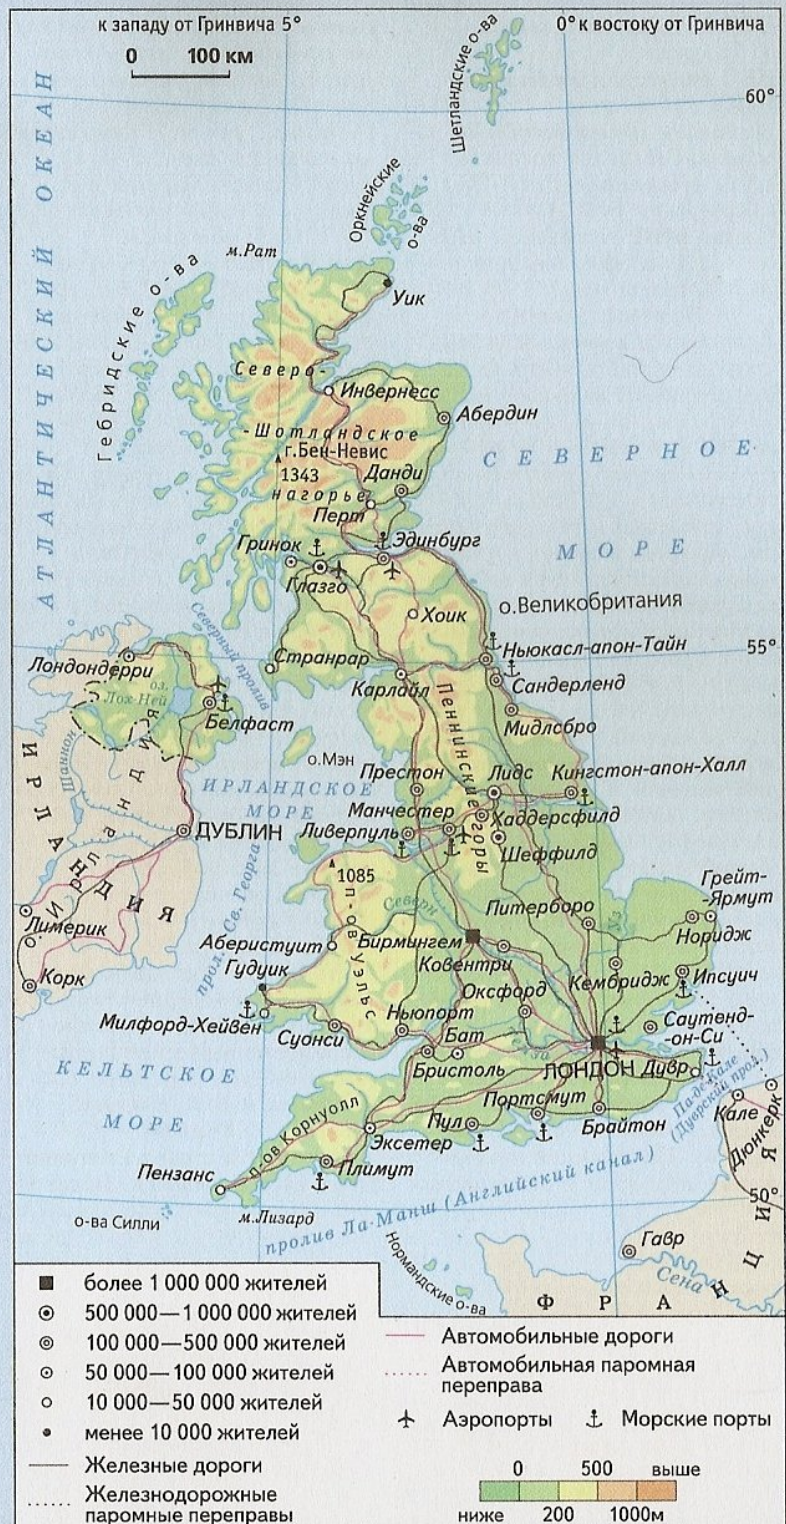 к западу от Гринвича 5°
0° к востоку от Гринвича
0 100 км
Шетландские о-ва
60°
АТЛАНТИЧЕСКИЙ ОКЕАН
Оркнейские
о-ва
м.Рат
Уик
Гебридские о-ва
Северо-
Инвернесс
Абердин
-Шотландское
г.Бен-Невис
1343
нагорье
Данди
Перт
СЕВЕРНОЕ
МОРЕ
Гринок
Эдинбург
Глазго
Хоик
о.Великобритания
Северный пролив
Ньюкасл-апон-Тайн
55°
Странрар
Лондондерри
оз.
Лох-Ней
Карлайл
Сандерленд
Белфаст
Мидлсбро
Пеннинские горы
ИРЛАНДИЯ
о. Ирландия
Шаннон
о.Мэн
Престон
Лидс
Кингстон-апон-Халл
ИРЛАНДСКОЕ
МОРЕ
Манчестер
Хаддерсфилд
ДУБЛИН
Ливерпуль
Шеффилд
1085
прол. Св. Георга
п-ов Уэльс
Северн
Грейт-
-Ярмут
Лимерик
Питерборо
Уз
Норидж
Аберистуит
Бирмингем
Ковентри
Гудуик
Корк
Оксфорд
Кембридж
Ипсуич
Милфорд-Хейвен
Суонси
Ньюпорт
Бат
Саутенд-
-он-Си
Бристоль
ЛОНДОН
Дувр
КЕЛЬТСКОЕ
МОРЕ
Па-де-Кале
(Дуврский прол.)
п-ов Корнуолл
Портсмут
Пул
Кале
Эксетер
Брайтон
Дюнкерк
Пензанс
Плимут
50°
о-ва Силли
м.Лизард
пролив Ла-Манш (Английский канал)
Нормандские о-ва
Гавр
Сена
ФРАНЦИЯ
более 1 000 000 жителей
500 000—1 000 000 жителей
100 000—500 000 жителей
50 000—100 000 жителей
10 000—50 000 жителей
менее 10 000 жителей
Железные дороги
Железнодорожные
паромные переправы
Автомобильные дороги
Автомобильная паромная
переправа
Аэропорты
Морские порты
0 500 выше
ниже 200 1000м